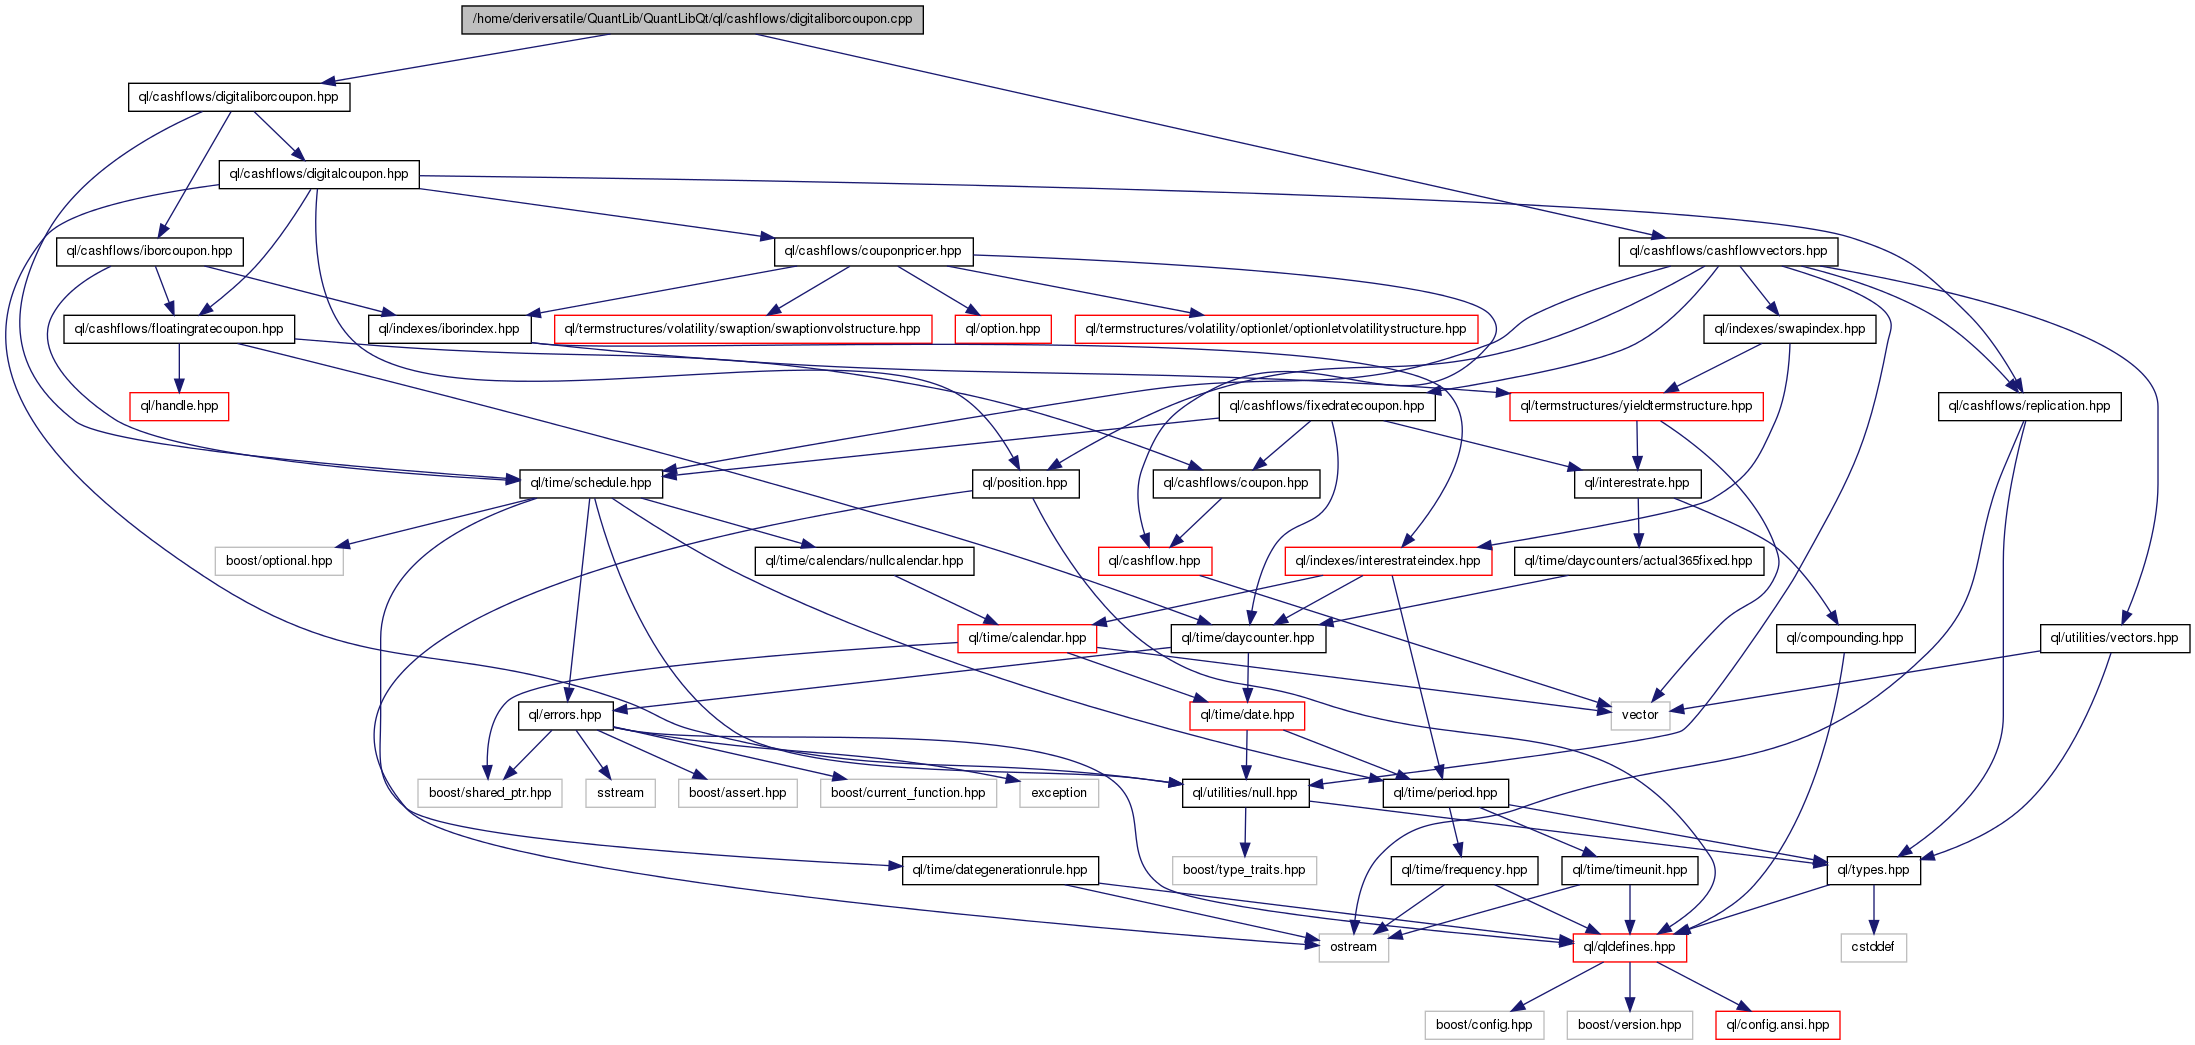 /home/deriversatile/QuantLib/QuantLibQt/ql/cashflows/digitaliborcoupon.cpp
ql/cashflows/digitaliborcoupon.hpp
ql/cashflows/digitalcoupon.hpp
ql/cashflows/iborcoupon.hpp
ql/cashflows/couponpricer.hpp
ql/cashflows/cashflowvectors.hpp
ql/cashflows/floatingratecoupon.hpp
ql/indexes/iborindex.hpp
ql/termstructures/volatility/swaption/swaptionvolstructure.hpp
ql/option.hpp
ql/termstructures/volatility/optionlet/optionletvolatilitystructure.hpp
ql/indexes/swapindex.hpp
ql/handle.hpp
ql/cashflows/fixedratecoupon.hpp
ql/termstructures/yieldtermstructure.hpp
ql/cashflows/replication.hpp
ql/time/schedule.hpp
ql/position.hpp
ql/cashflows/coupon.hpp
ql/interestrate.hpp
boost/optional.hpp
ql/time/calendars/nullcalendar.hpp
ql/cashflow.hpp
ql/indexes/interestrateindex.hpp
ql/time/daycounters/actual365fixed.hpp
ql/time/calendar.hpp
ql/time/daycounter.hpp
ql/compounding.hpp
ql/utilities/vectors.hpp
ql/errors.hpp
ql/time/date.hpp
vector
boost/shared_ptr.hpp
sstream
boost/assert.hpp
boost/current_function.hpp
exception
ql/utilities/null.hpp
ql/time/period.hpp
ql/time/dategenerationrule.hpp
boost/type_traits.hpp
ql/time/frequency.hpp
ql/time/timeunit.hpp
ql/types.hpp
ostream
ql/qldefines.hpp
cstddef
boost/config.hpp
boost/version.hpp
ql/config.ansi.hpp